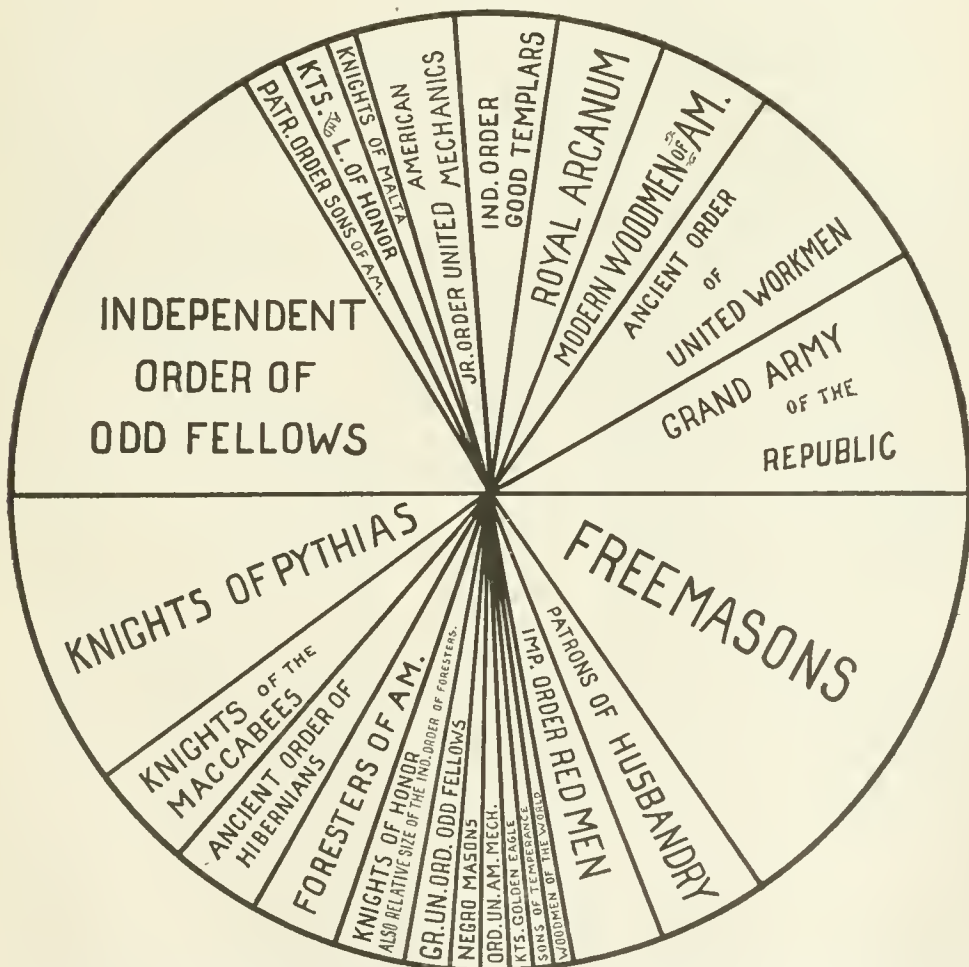 PATR. ORDER SONS OF AM.
KTS. AND L. OF HONOR
KNIGHTS OF MALTA
AMERICAN
JR. ORDER UNITED MECHANICS
IND. ORDER
GOOD TEMPLARS
ROYAL ARCANUM
MODERN WOODMEN of AM.
ANCIENT ORDER
OF
UNITED WORKMEN
GRAND ARMY
OF THE
REPUBLIC
FREEMASONS
PATRONS OF HUSBANDRY
IMP. ORDER RED MEN
WOODMEN OF THE WORLD
SONS OF TEMPERANCE
KTS. GOLDEN EAGLE
ORD. UN. AM. MECH.
NEGRO MASONS
GR. UN. ORD. ODD FELLOWS
KNIGHTS OF HONOR
ALSO RELATIVE SIZE OF THE IND. ORDER OF FORESTERS.
FORESTERS OF AM.
ANCIENT ORDER OF
HIBERNIANS
KNIGHTS OF THE
MACCABEES
KNIGHTS OF PYTHIAS
INDEPENDENT
ORDER OF
ODD FELLOWS